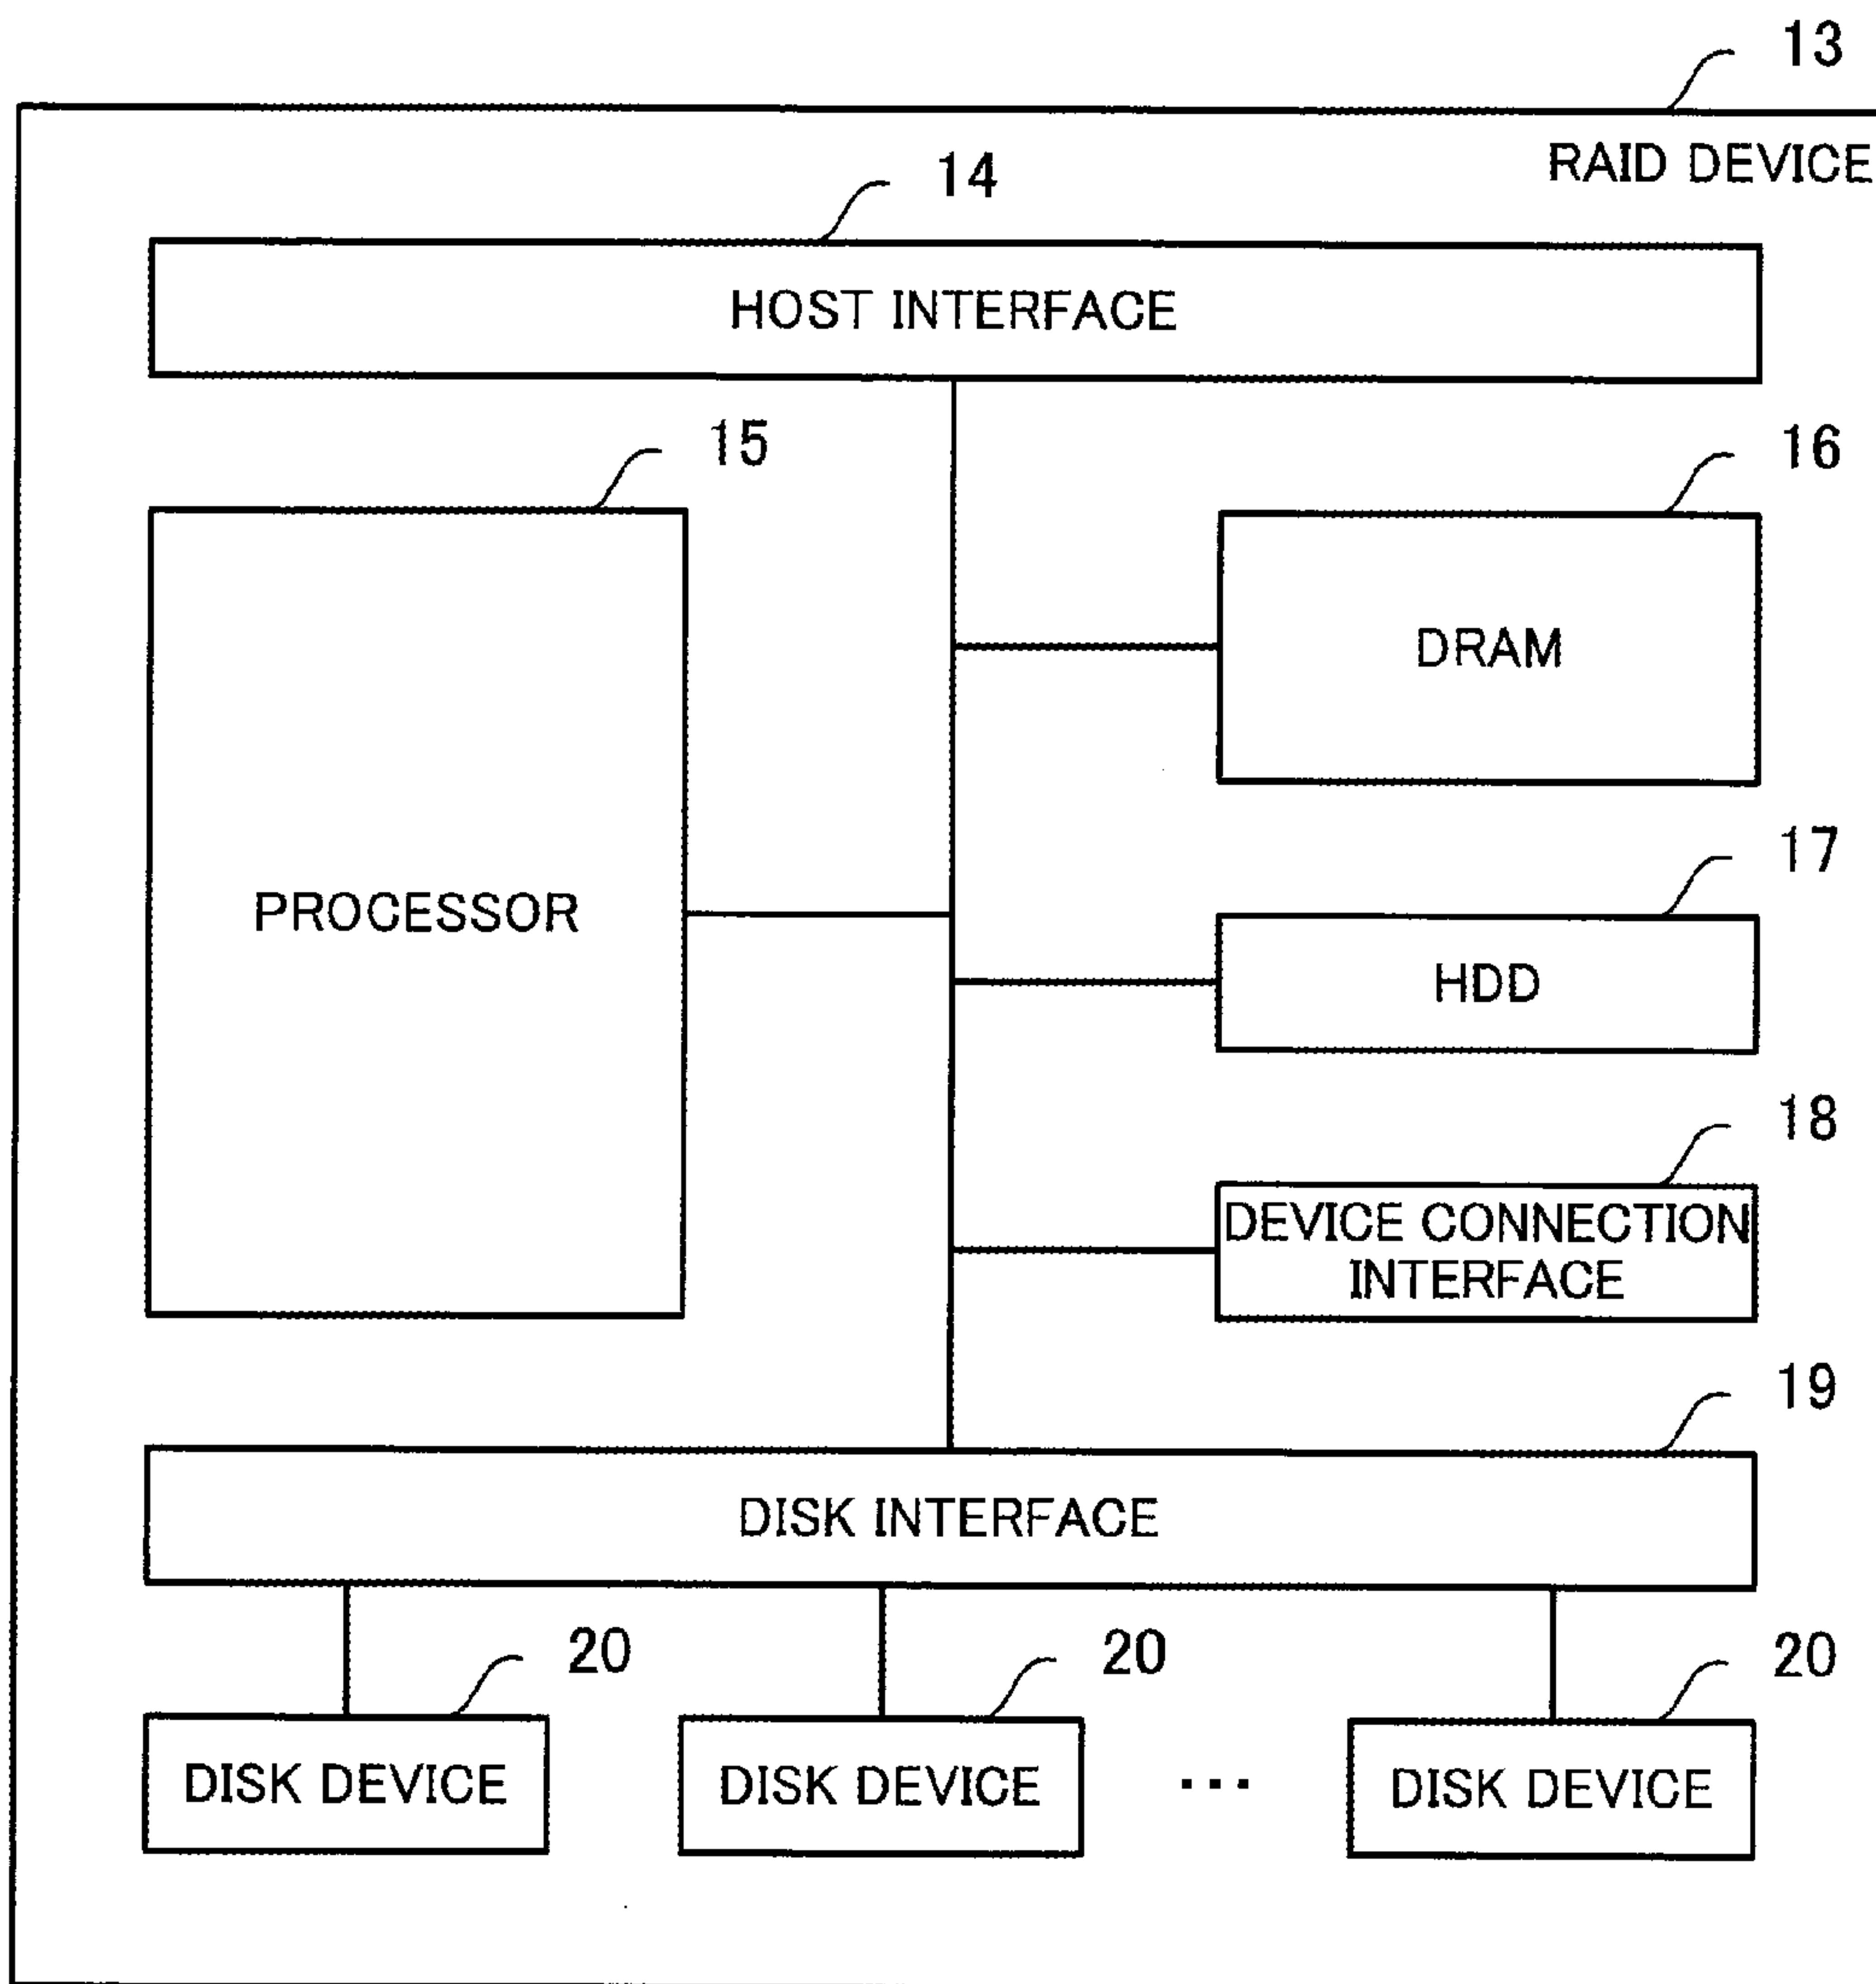 13
RAID DEVICE
14
HOST INTERFACE
15
16
DRAM
PROCESSOR
17
HDD
18
DEVICE CONNECTION
INTERFACE
19
DISK INTERFACE
20
20
20
DISK DEVICE
DISK DEVICE
...
DISK DEVICE